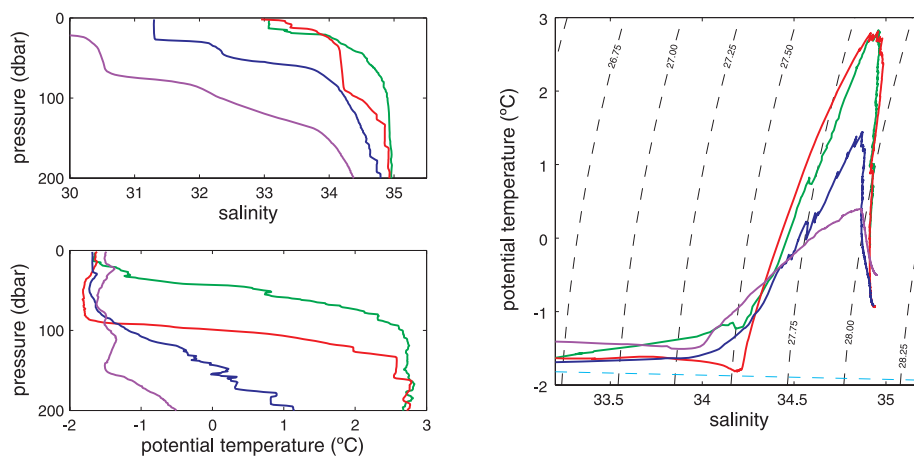 0
100
200
pressure (dbar)
30 31 32 33 34 35
salinity
0
100
200
pressure (dbar)
-2 -1 0 1 2 3
potential temperature (ºC)
3
2
1
0
-1
-2
potential temperature (ºC)
26.75
27.00
27.25
27.50
27.75
28.00
28.25
33.5 34 34.5 35
salinity